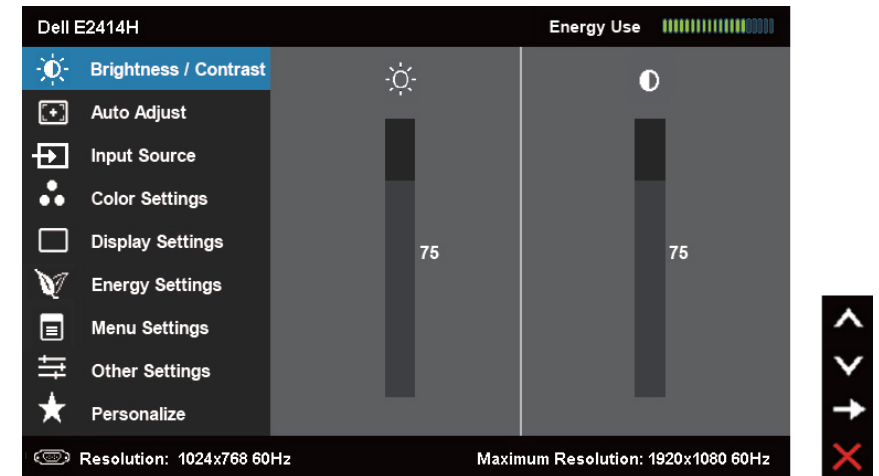 Dell E2414H
Energy Use
Brightness / Contrast
Auto Adjust
Input Source
Color Settings
Display Settings
Energy Settings
Menu Settings
Other Settings
Personalize
75
75
Resolution: 1024x768 60Hz
Maximum Resolution: 1920x1080 60Hz